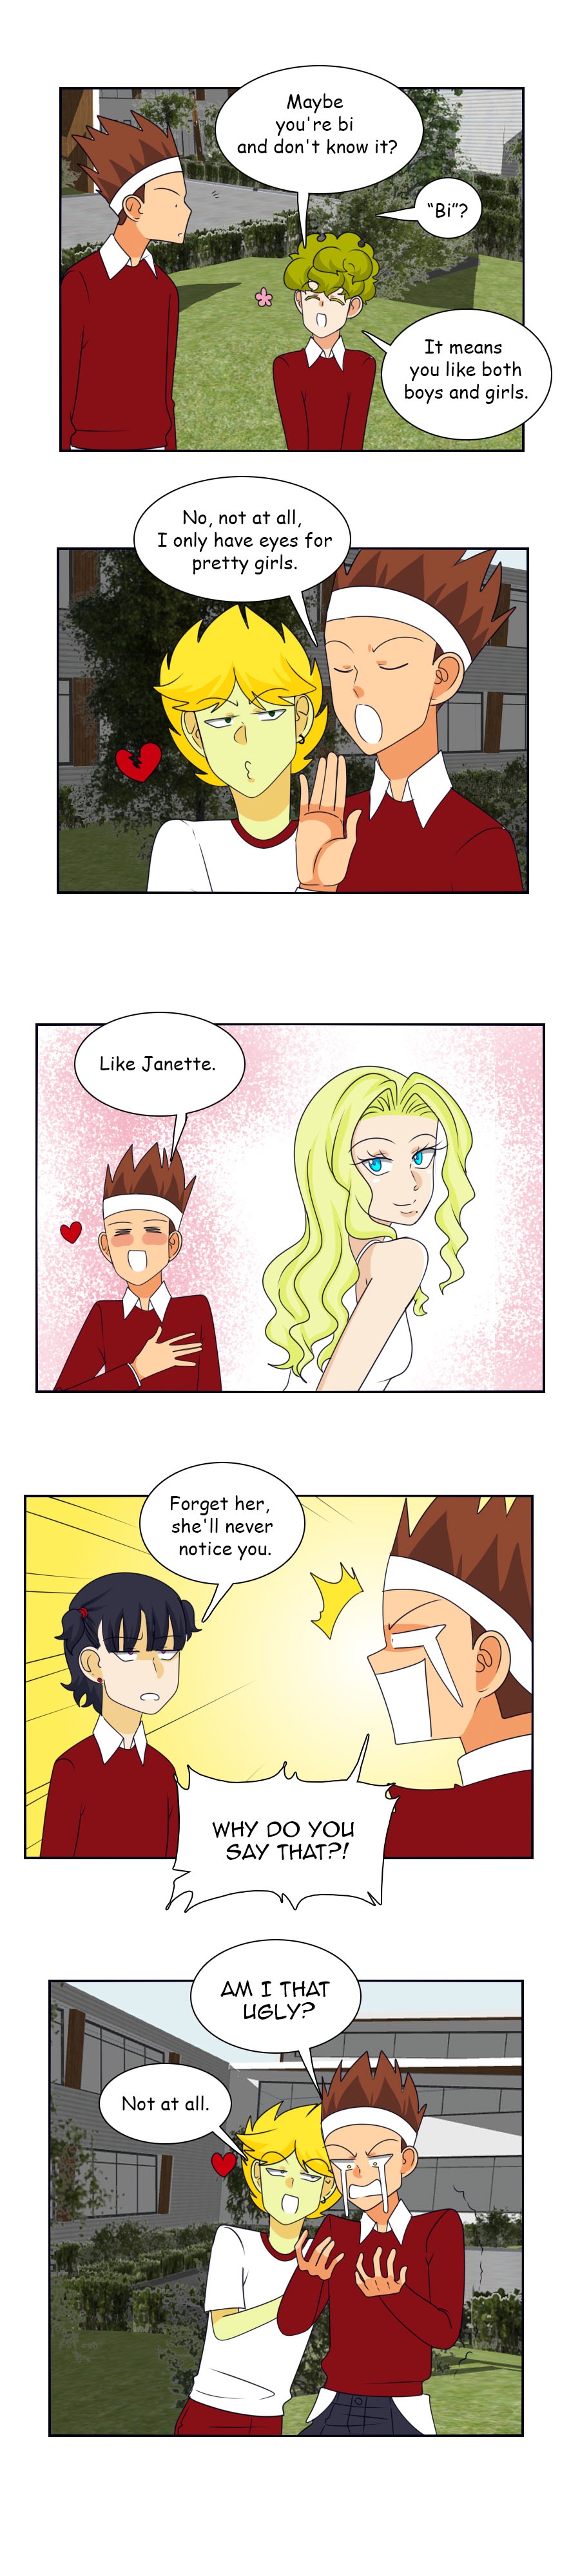 Maybe
you're bi
and don't know it?
“Bi”?
It means
you like both
boys and girls.
No, not at all,
I only have eyes for
pretty girls.
Like Janette.
Forget her,
she'll never
notice you.
WHY DO YOU
SAY THAT?!
AM I THAT
UGLY?
Not at all.